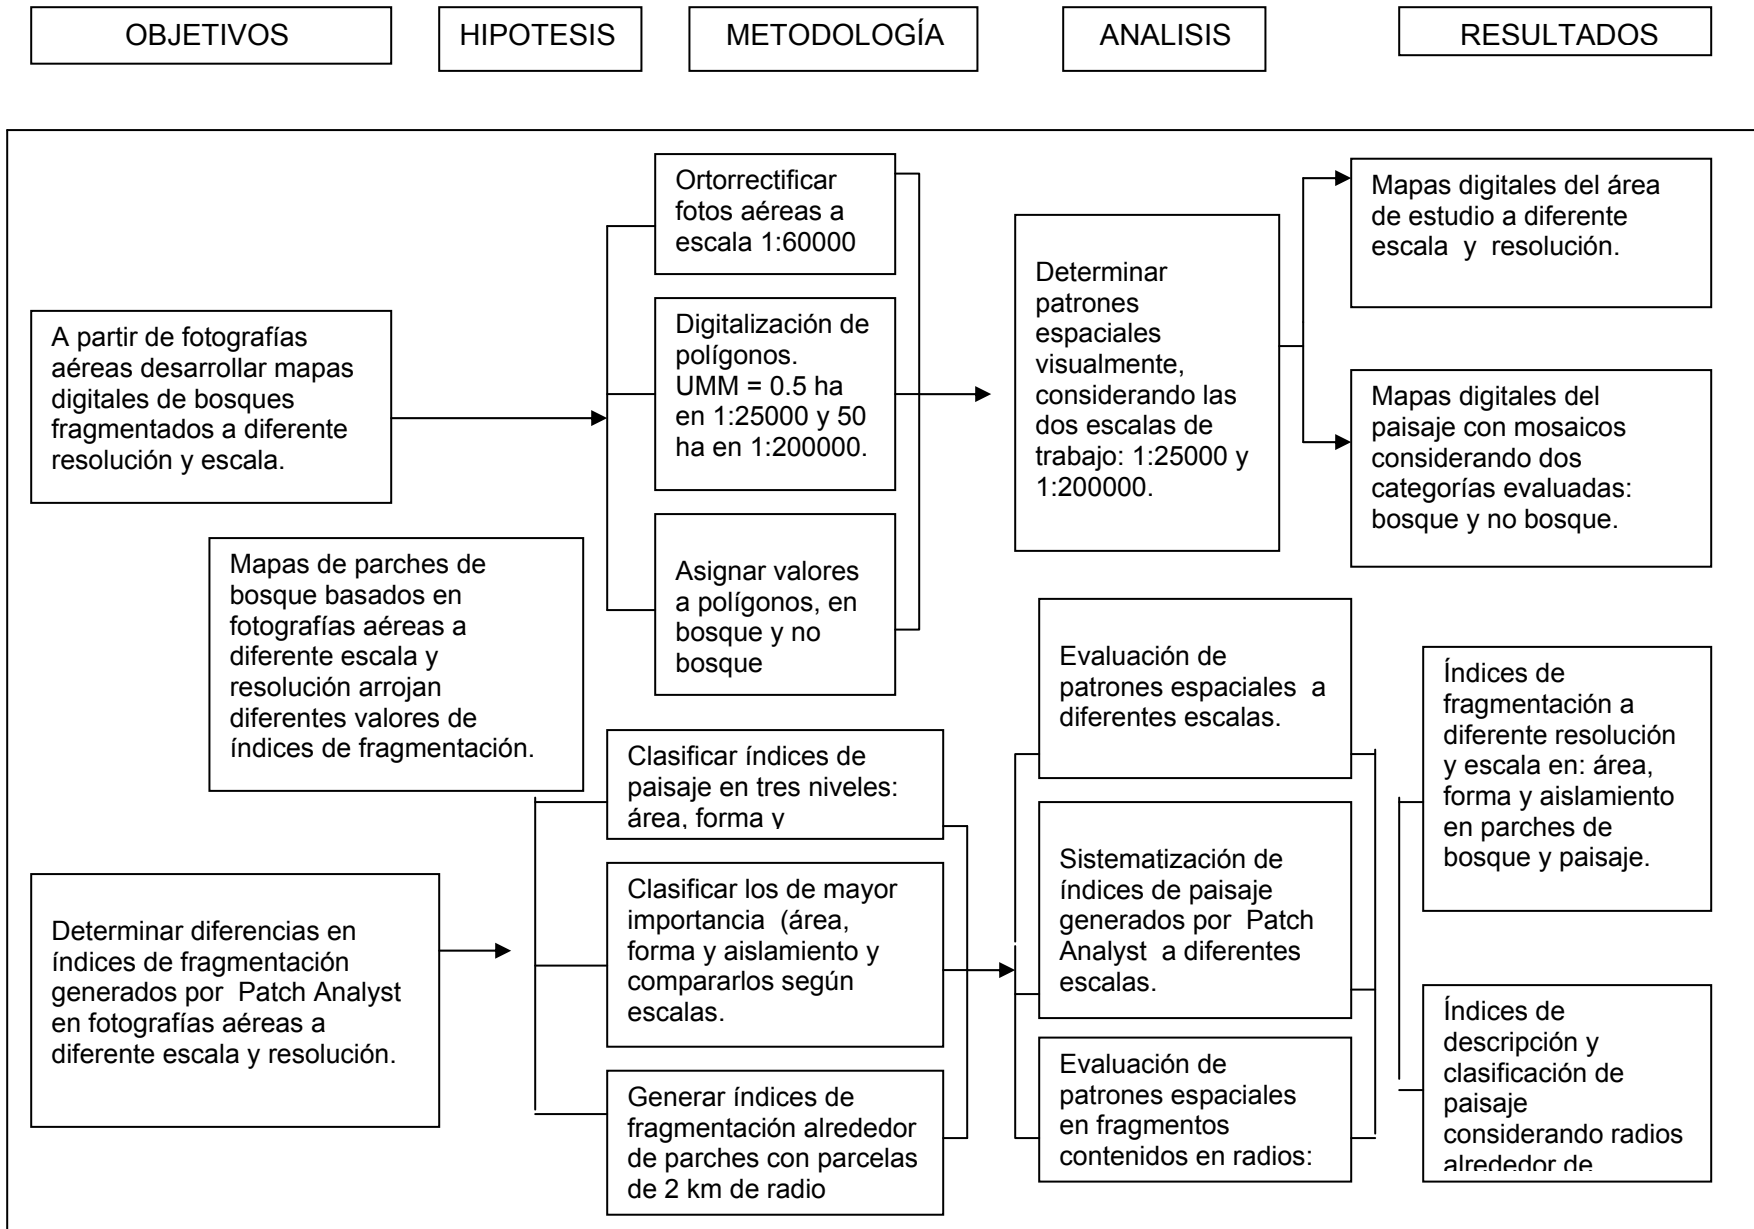 OBJETIVOS
HIPOTESIS
METODOLOGÍA
ANALISIS
RESULTADOS
A partir de fotografías
aéreas desarrollar mapas
digitales de bosques
fragmentados a diferente
resolución y escala.
Mapas de parches de
bosque basados en
fotografías aéreas a
diferente escala y
resolución arrojan
diferentes valores de
índices de fragmentación.
Ortorrectificar
fotos aéreas a
escala 1:60000
Digitalización de
polígonos.
UMM = 0.5 ha
en 1:25000 y 50
ha en 1:200000.
Asignar valores
a polígonos, en
bosque y no
bosque
Determinar
patrones
espaciales
visualmente,
considerando las
dos escalas de
trabajo: 1:25000 y
1:200000.
Mapas digitales del área
de estudio a diferente
escala y resolución.
Mapas digitales del
paisaje con mosaicos
considerando dos
categorías evaluadas:
bosque y no bosque.
Determinar diferencias en
índices de fragmentación
generados por Patch Analyst
en fotografías aéreas a
diferente escala y resolución.
Clasificar índices de
paisaje en tres niveles:
área, forma y
Clasificar los de mayor
importancia (área,
forma y aislamiento y
compararlos según
escalas.
Generar índices de
fragmentación alrededor
de parches con parcelas
de 2 km de radio
Evaluación de
patrones espaciales a
diferentes escalas.
Sistematización de
índices de paisaje
generados por Patch
Analyst a diferentes
escalas.
Evaluación de
patrones espaciales
en fragmentos
contenidos en radios:
Índices de
fragmentación a
diferente resolución
y escala en: área,
forma y aislamiento
en parches de
bosque y paisaje.
Índices de
descripción y
clasificación de
paisaje
considerando radios
alrededor de